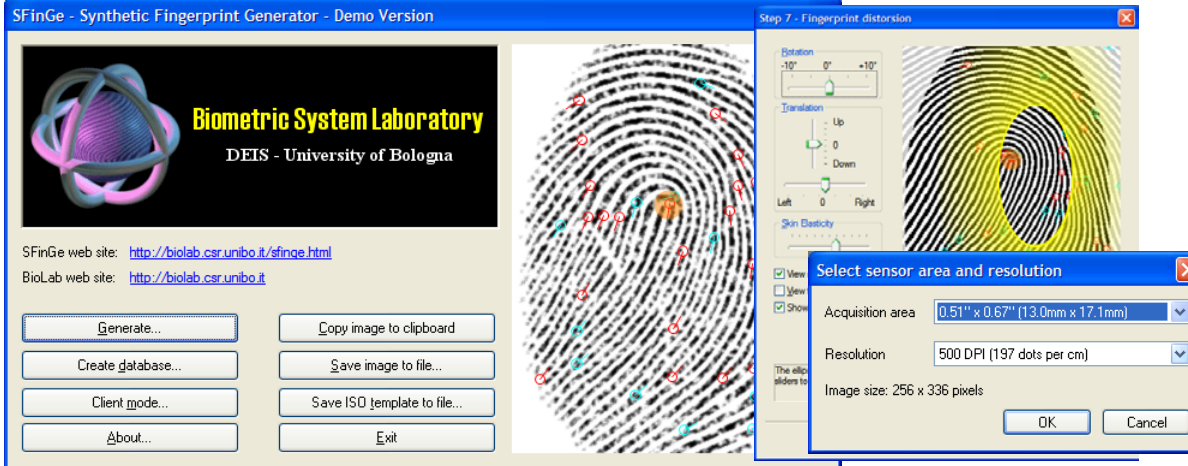 SFinGe - Synthetic Fingerprint Generator - Demo Version
Biometric System Laboratory
DEIS - University of Bologna
SFinGe web site: http://biolab.csr.unibo.it/sfinge.html
BioLab web site: http://biolab.csr.unibo.it
Generate...
Copy image to clipboard
Create database...
Save image to file...
Client mode...
Save ISO template to file...
About...
Exit
Step 7 - Fingerprint distorsion
Rotation
-10° 0° +10°
Translation
Up
0
Down
Left 0 Right
Skin Elasticity
View
View
Show
The ellip
sliders to
Select sensor area and resolution
Acquisition area 0.51'' x 0.67'' (13.0mm x 17.1mm)
Resolution 500 DPI (197 dots per cm)
Image size: 256 x 336 pixels
OK Cancel